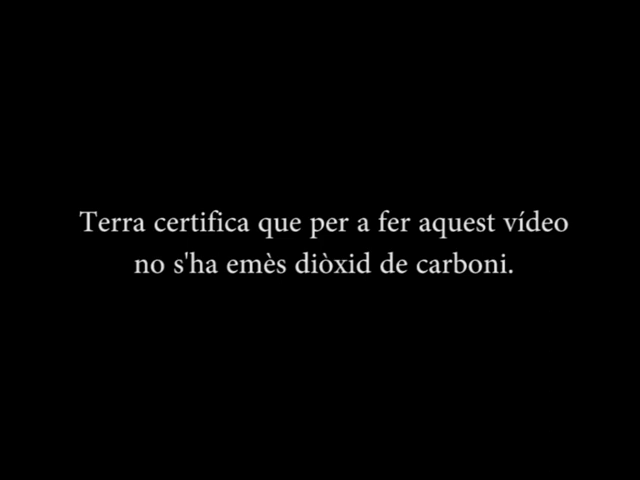 Terra certifica que per a fer aquest vídeo
no s'ha emès diòxid de carboni.